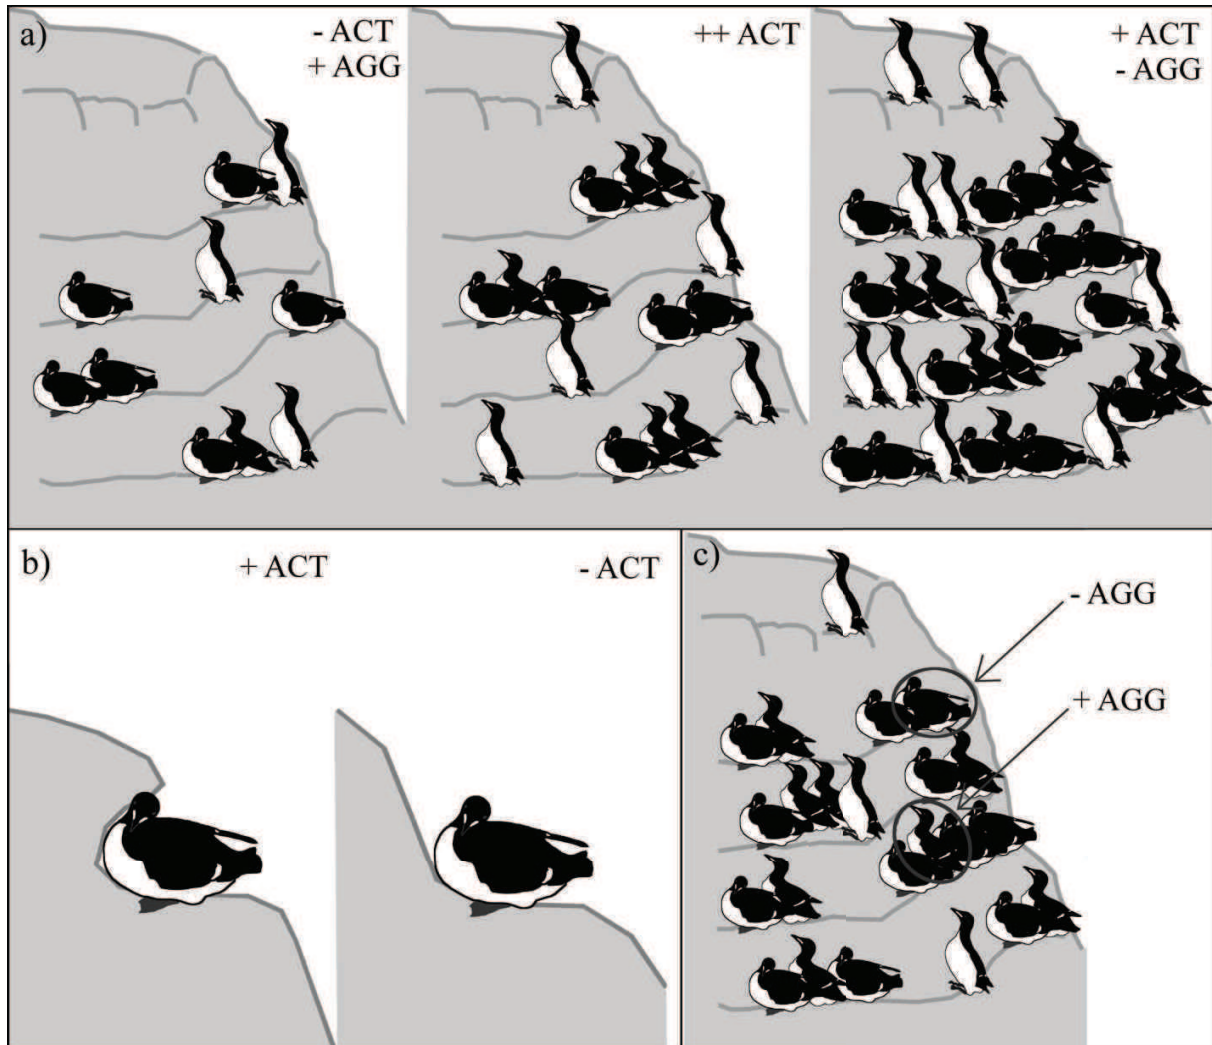 a)
- ACT
+ AGG
++ ACT
+ ACT
- AGG
b)
+ ACT
- ACT
c)
- AGG
+ AGG